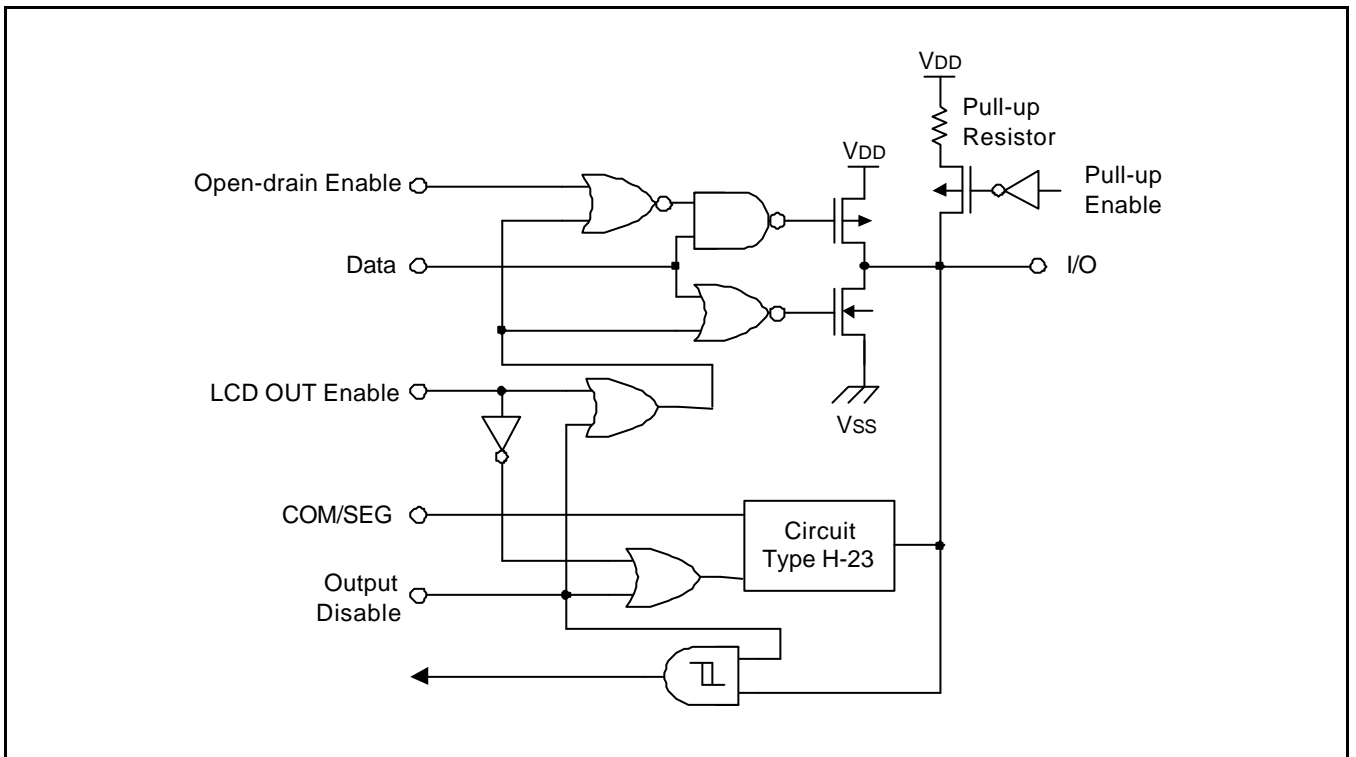 VDD
Pull-up
Resistor
VDD
Open-drain Enable
Pull-up
Enable
Data
I/O
LCD OUT Enable
VSS
COM/SEG
Circuit
Type H-23
Output
Disable